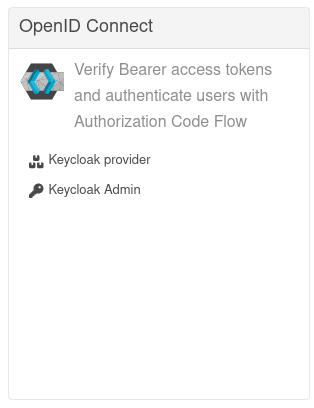 OpenID Connect
Verify Bearer access tokens
and authenticate users with
Authorization Code Flow
Keycloak provider
Keycloak Admin